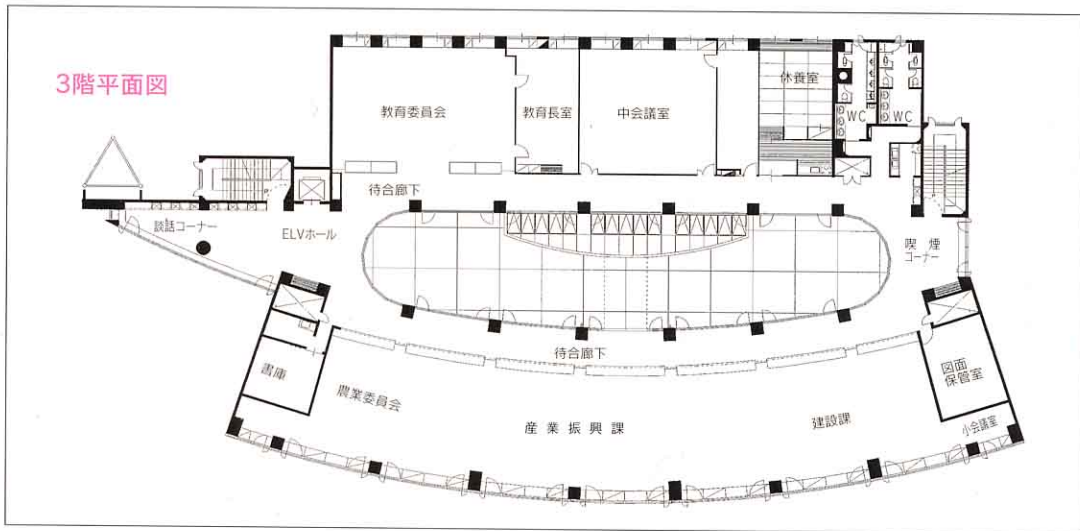 3階平面図
教育委員会
教育長室
中会議室
休養室
WC
WC
待合廊下
談話コーナー
ELVホール
喫煙
コーナー
待合廊下
書庫
農業委員会
産業振興課
建設課
図面
保管室
小会議室